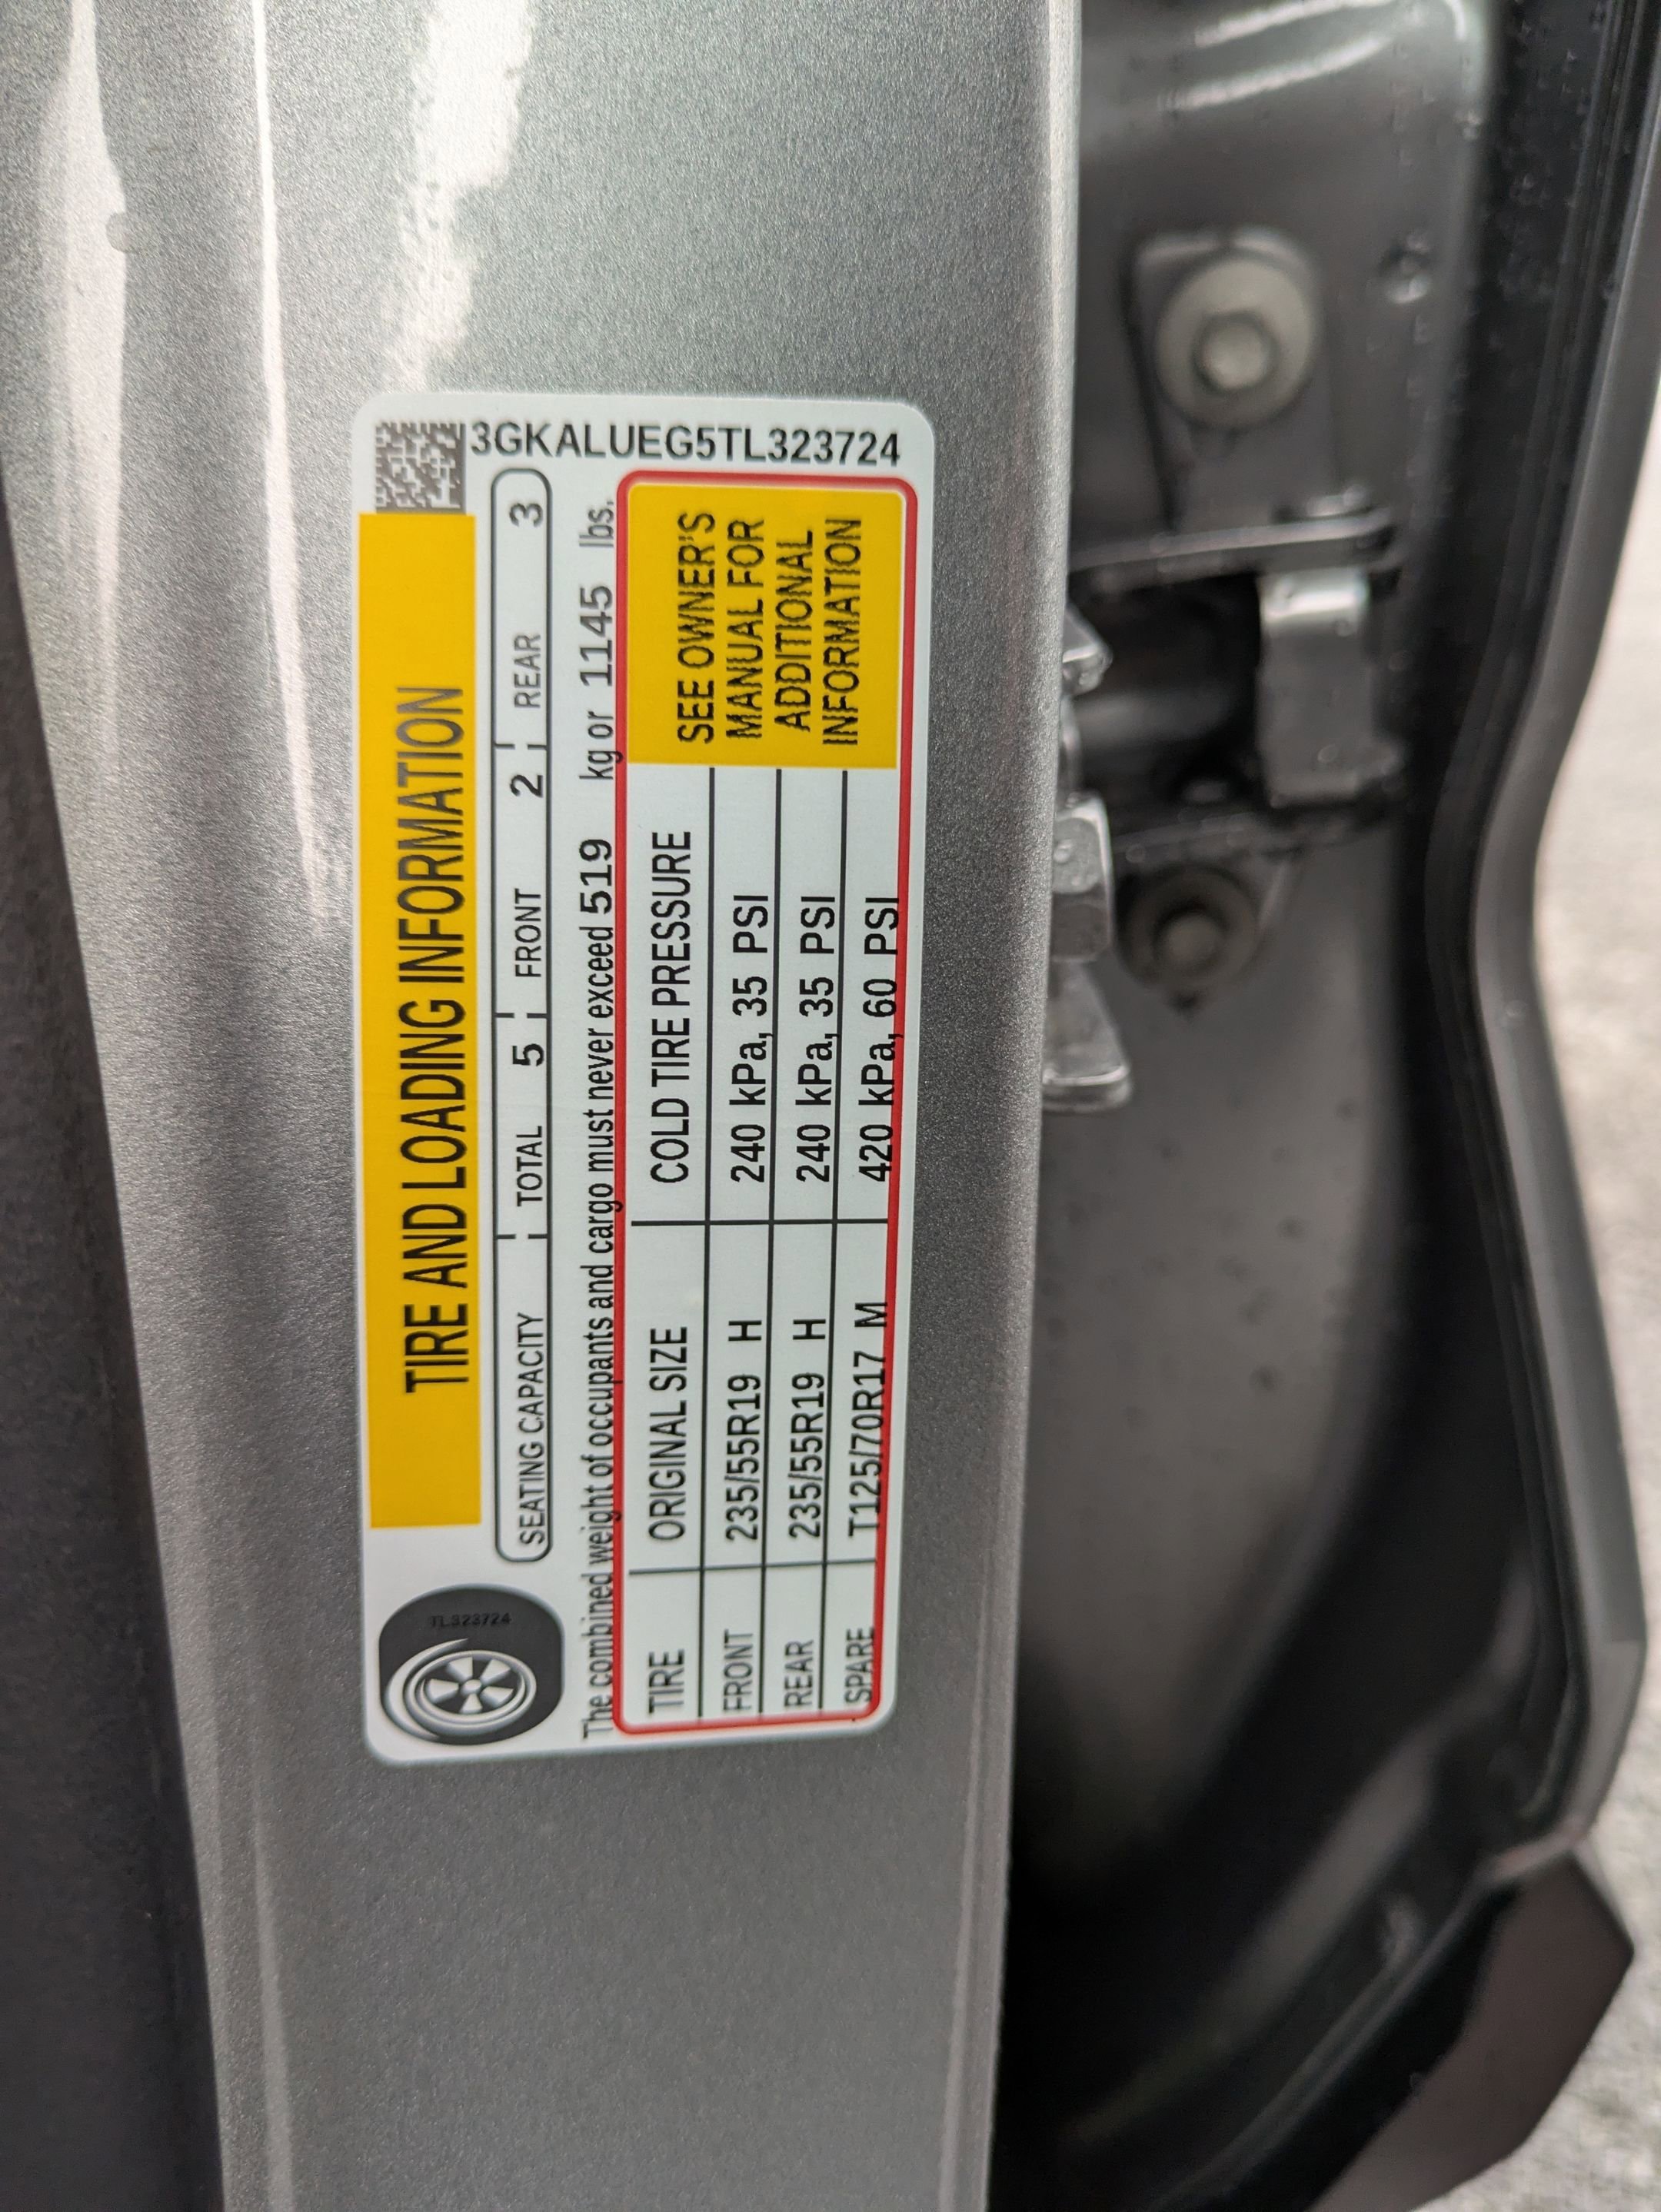 TIRE AND LOADING INFORMATION
TL323724
SEATING CAPACITY TOTAL 5 FRONT 2 REAR 3
The combined weight of occupants and cargo must never exceed 519 kg or 1145 lbs.
TIRE ORIGINAL SIZE COLD TIRE PRESSURE
FRONT 235/55R19 H 240 kPa, 35 PSI
REAR 235/55R19 H 240 kPa, 35 PSI
SPARE T125/70R17 M 420 kPa, 60 PSI
SEE OWNER'S
MANUAL FOR
ADDITIONAL
INFORMATION
3GKALUEG5TL323724